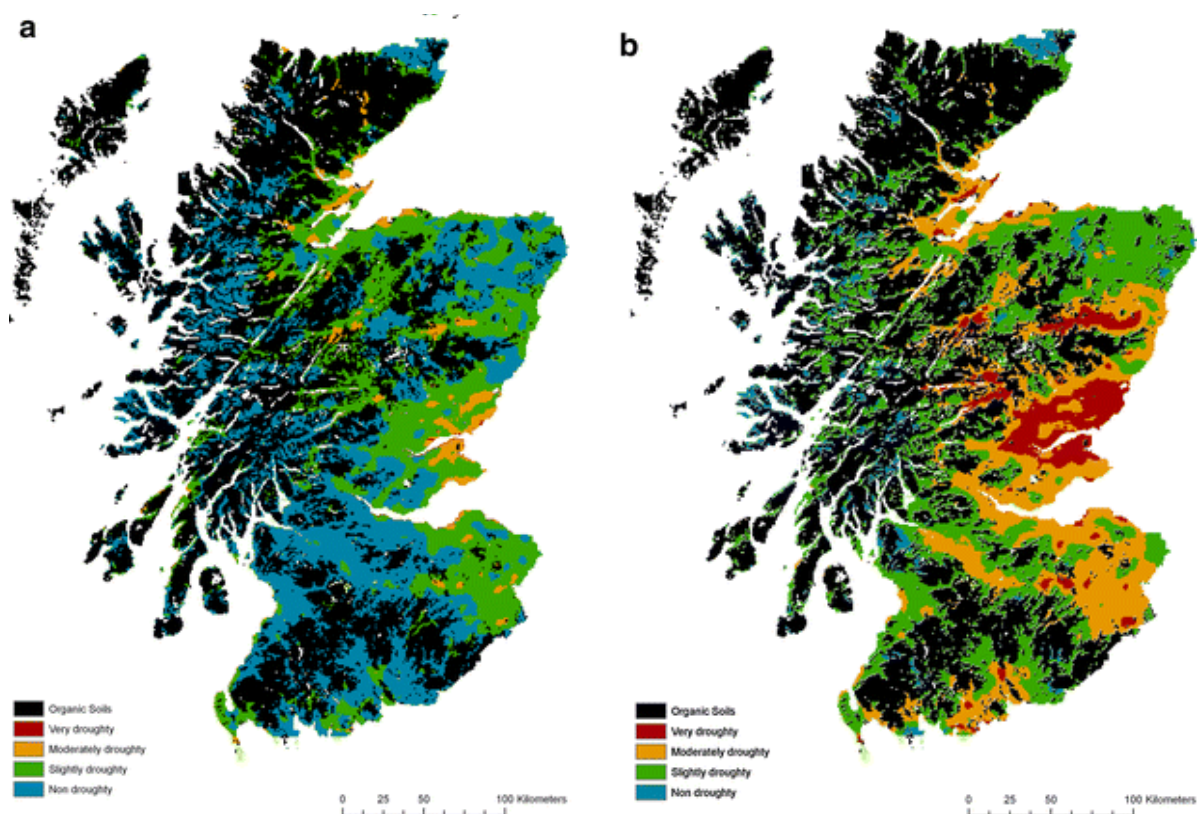 a
b
Organic Soils
Very droughty
Moderately droughty
Slightly droughty
Non droughty
0 25 50 100 Kilometers
Organic Soils
Very droughty
Moderately droughty
Slightly droughty
Non droughty
0 25 50 100 Kilometers